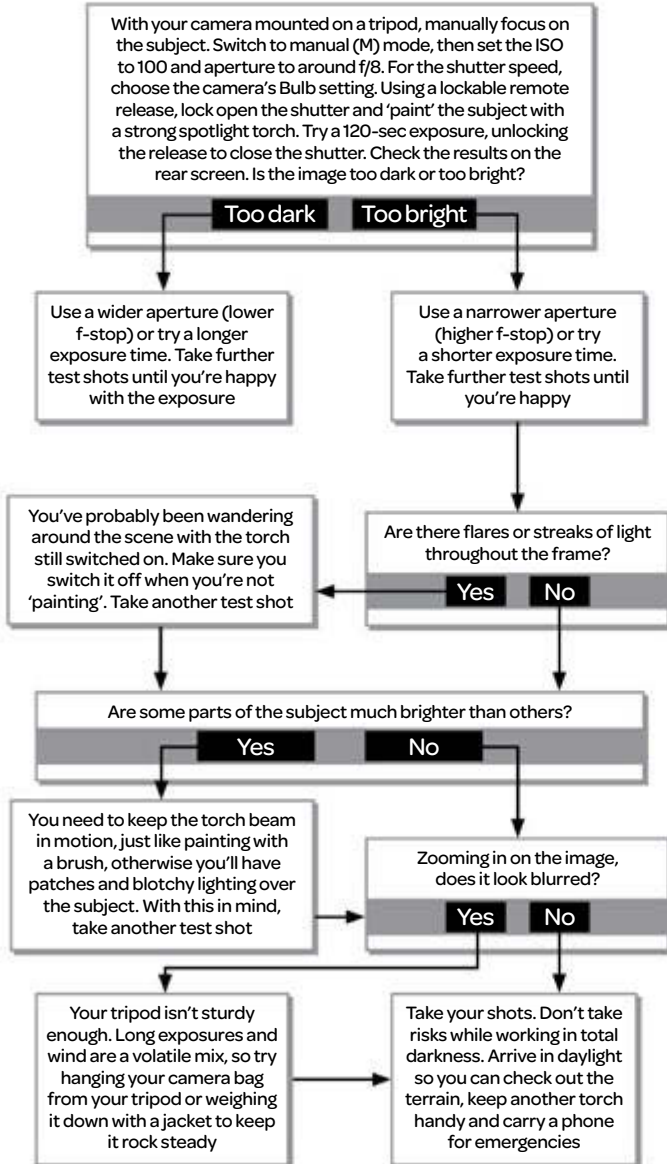 With your camera mounted on a tripod, manually focus on
the subject. Switch to manual (M) mode, then set the ISO
to 100 and aperture to around f/8. For the shutter speed,
choose the camera's Bulb setting. Using a lockable remote
release, lock open the shutter and 'paint' the subject with
a strong spotlight torch. Try a 120-sec exposure, unlocking
the release to close the shutter. Check the results on the
rear screen. Is the image too dark or too bright?
Too dark
Too bright
Use a wider aperture (lower
f-stop) or try a longer
exposure time. Take further
test shots until you're happy
with the exposure
Use a narrower aperture
(higher f-stop) or try
a shorter exposure time.
Take further test shots until
you're happy
You've probably been wandering
around the scene with the torch
still switched on. Make sure you
switch it off when you're not
'painting'. Take another test shot
Are there flares or streaks of light
throughout the frame?
Yes
No
Are some parts of the subject much brighter than others?
Yes
No
You need to keep the torch beam
in motion, just like painting with
a brush, otherwise you'll have
patches and blotchy lighting over
the subject. With this in mind,
take another test shot
Zooming in on the image,
does it look blurred?
Yes
No
Your tripod isn't sturdy
enough. Long exposures and
wind are a volatile mix, so try
hanging your camera bag
from your tripod or weighing
it down with a jacket to keep
it rock steady
Take your shots. Don't take
risks while working in total
darkness. Arrive in daylight
so you can check out the
terrain, keep another torch
handy and carry a phone
for emergencies